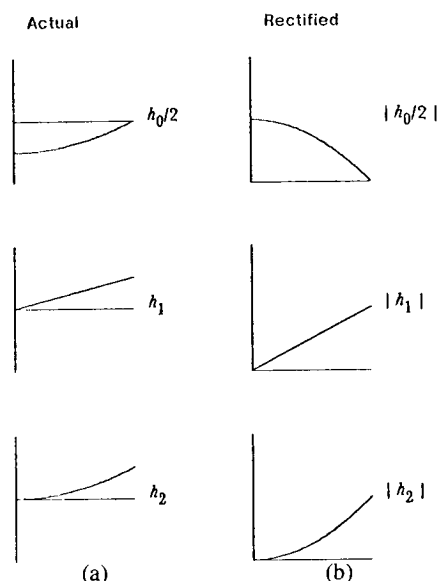 Actual Rectified
h₀/2 | h₀/2 |
h₁ | h₁ |
h₂ | h₂ |
(a) (b)